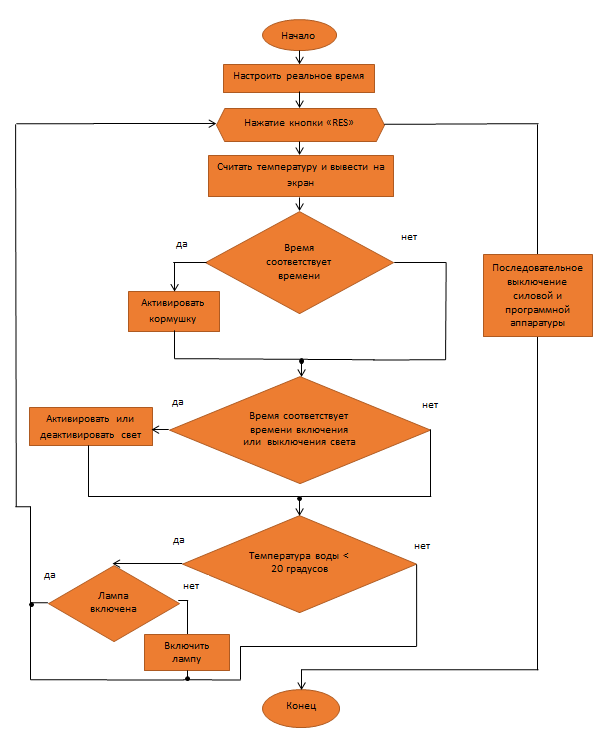 Начало
Настроить реальное время
Нажатие кнопки «RES»
Считать температуру и вывести на
экран
да
нет
Время
соответствует
времени
Последовательное
выключение
силовой и
программной
аппаратуры
Активировать
кормушку
да
нет
Время соответствует
времени включения
или выключения света
Активировать или
деактивировать свет
да
нет
Температура воды <
20 градусов
да
нет
Лампа
включена
Включить
лампу
Конец